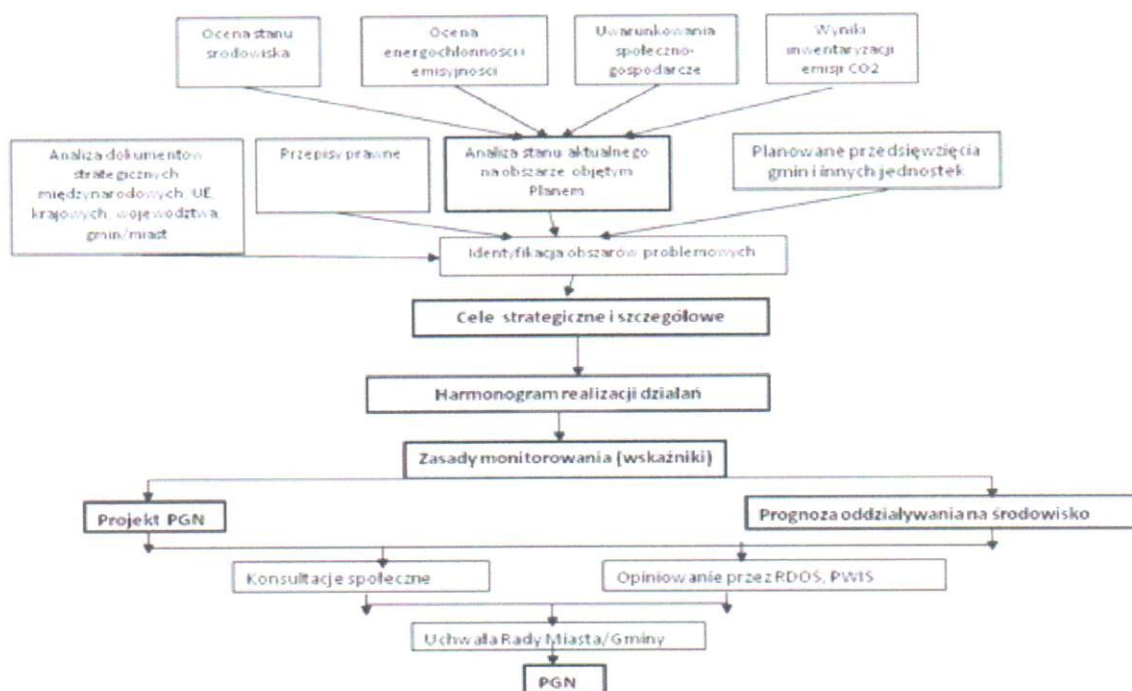 Ocena stanu
środowiska
Ocena
energochłonności i
emisyjności
Uwarunkowania
społeczno-
gospodarcze
Wyniki
inwentaryzacji
emisji CO2
Analiza dokumentów
strategicznych
międzynarodowych, UE,
krajowych, województwa,
gmin/miast
Przepisy prawne
Analiza stanu aktualnego
na obszarze objętym
Planem
Planowane przedsięwzięcia
gmin i innych jednostek
Identyfikacja obszarów problemowych
Cele strategiczne i szczegółowe
Harmonogram realizacji działań
Zasady monitorowania (wskaźniki)
Projekt PGN
Prognoza oddziaływania na środowisko
Konsultacje społeczne
Opiniowanie przez RDOŚ, PWIS
Uchwała Rady Miasta/Gminy
PGN